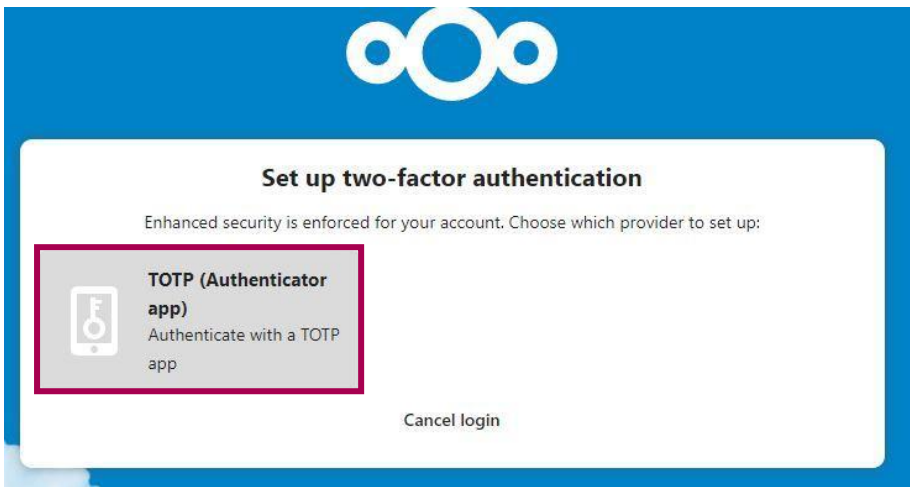 Set up two-factor authentication
Enhanced security is enforced for your account. Choose which provider to set up:
TOTP (Authenticator
app)
Authenticate with a TOTP
app
Cancel login